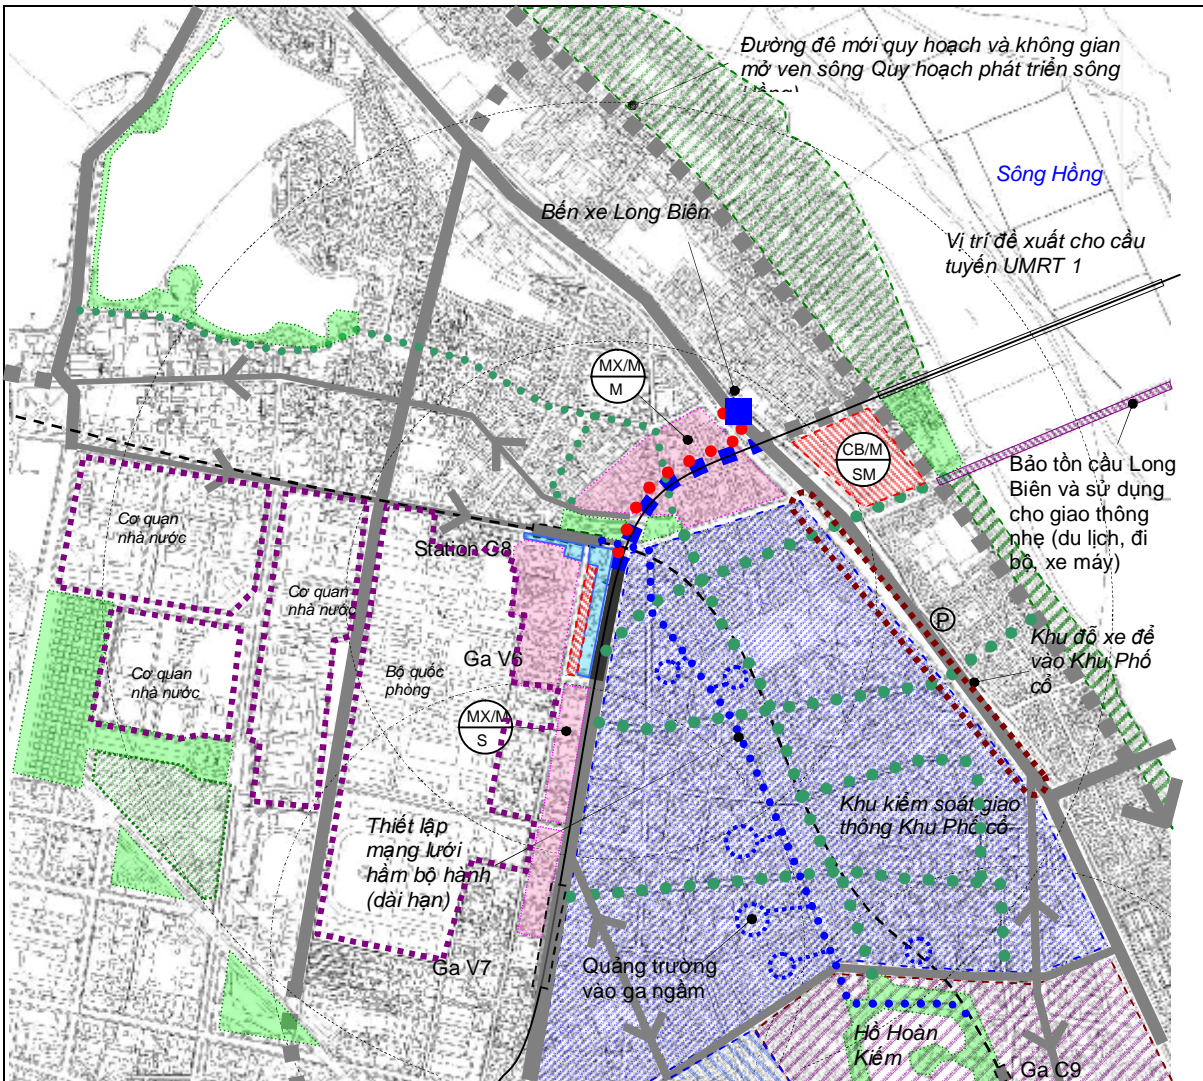 Đường đê mới quy hoạch và không gian
mở ven sông Quy hoạch phát triển sông
Sông Hồng
Bến xe Long Biên
Vị trí đề xuất cho cầu
tuyến UMRT 1
MX/M
M
CB/M
SM
Bảo tồn cầu Long
Biên và sử dụng
cho giao thông
nhẹ (du lịch, đi
bộ, xe máy)
Cơ quan
nhà nước
Station C8
Cơ quan
nhà nước
P
Khu đỗ xe để
vào Khu Phố
cổ
Ga V6
Cơ quan
nhà nước
Bộ quốc
phòng
MX/M
S
Khu kiểm soát giao
thông Khu Phố cổ
Thiết lập
mạng lưới
hầm bộ hành
(dài hạn)
Ga V7
Quảng trường
vào ga ngầm
Hồ Hoàn
Kiếm
Ga C9